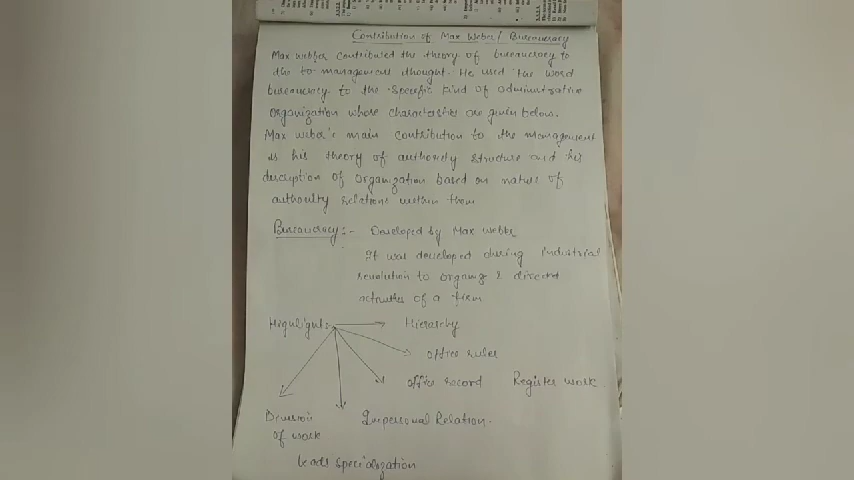 Contribution of Max Weber / Bureaucracy
Max webber contributed the theory of bureaucracy to
the to management thought. He used the word
bureaucracy to the specific kind of administrative
organization whose characteristics are given below.
Max weber's main contribution to the management
is his theory of authority structure and his
description of organization based on nature of
authority relations within them
Bureaucracy:- Developed by Max webber
It was developed during industrial
revolution to organize & directed
activities of a firm
Highlights
Hierarchy
office rules
office record Register work
Impersonal Relation.
Division
of work
leads specialization